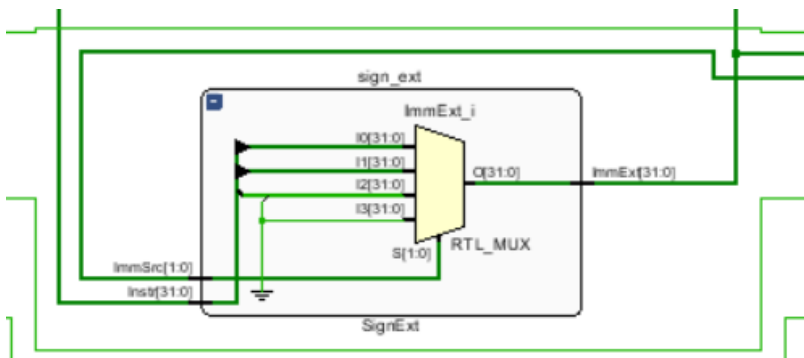 sign_ext
ImmExt_i
I0[31:0]
I1[31:0]
I2[31:0]
I3[31:0]
O[31:0]
ImmExt[31:0]
S[1:0]
RTL_MUX
ImmSrc[1:0]
Instr[31:0]
SignExt